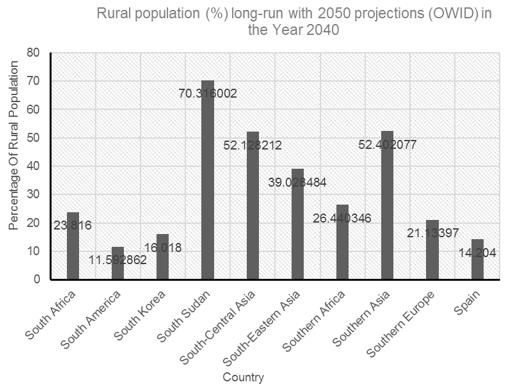 Rural population (%) long-run with 2050 projections (OWID) in
the Year 2040
Percentage Of Rural Population
80
70
60
50
40
30
20
10
0
23.816
11.592862
16.018
70.316002
52.128212
39.028484
26.440346
52.402077
21.13397
14.204
South Africa
South America
South Korea
South Sudan
South-Central Asia
South-Eastern Asia
Southern Africa
Southern Asia
Southern Europe
Spain
Country